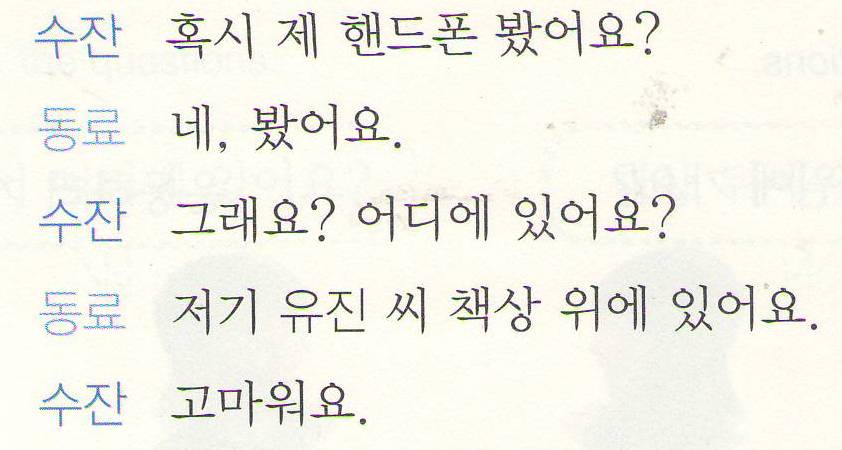 수잔 혹시 제 핸드폰 봤어요?
동료 네, 봤어요.
수잔 그래요? 어디에 있어요?
동료 저기 유진 씨 책상 위에 있어요.
수잔 고마워요.